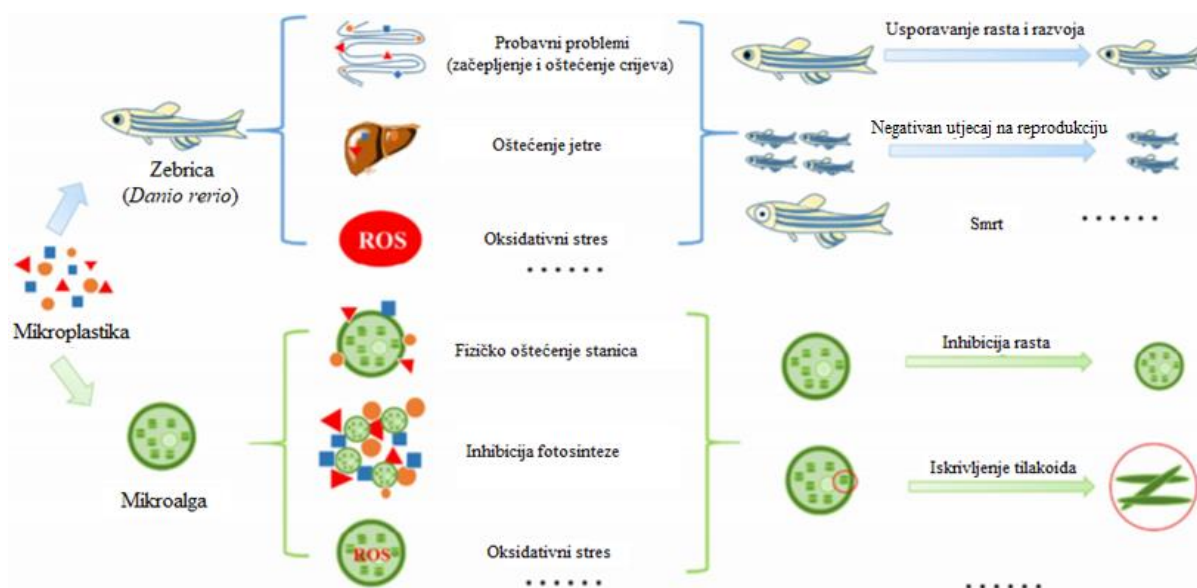 Mikroplastika
Zebrica
(Danio rerio)
Probavni problemi
(začepljenje i oštećenje crijeva)
Oštećenje jetre
ROS
Oksidativni stres
......
Usporavanje rasta i razvoja
Negativan utjecaj na reprodukciju
Smrt
......
Mikroalga
Fizičko oštećenje stanica
Inhibicija fotosinteze
ROS
Oksidativni stres
......
Inhibicija rasta
Iskrivljenje tilakoida
......